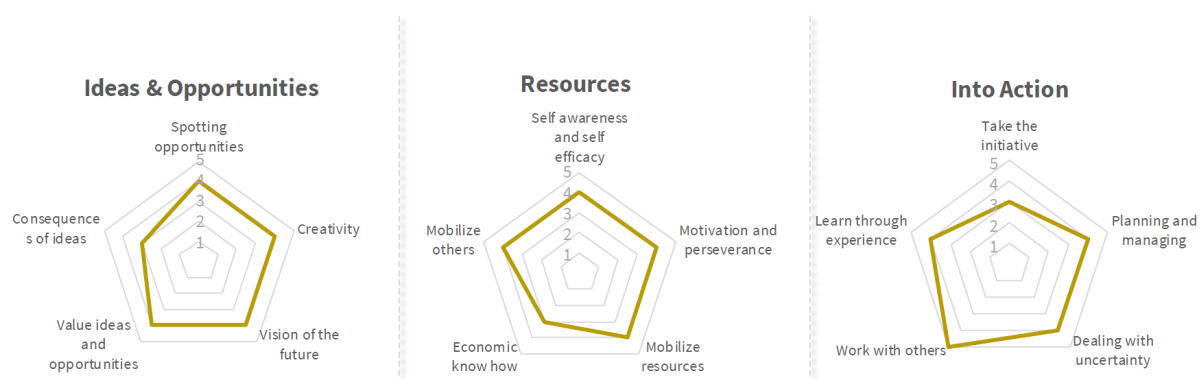 Ideas & Opportunities
Spotting
opportunities
5
4
3
2
1
Creativity
Vision of the
future
Value ideas
and
opportunities
Consequence
s of ideas
Resources
Self awareness
and self
efficacy
5
4
3
2
1
Motivation and
perseverance
Mobilize
resources
Economic
know how
Mobilize
others
Into Action
Take the
initiative
5
4
3
2
1
Planning and
managing
Dealing with
uncertainty
Work with others
Learn through
experience